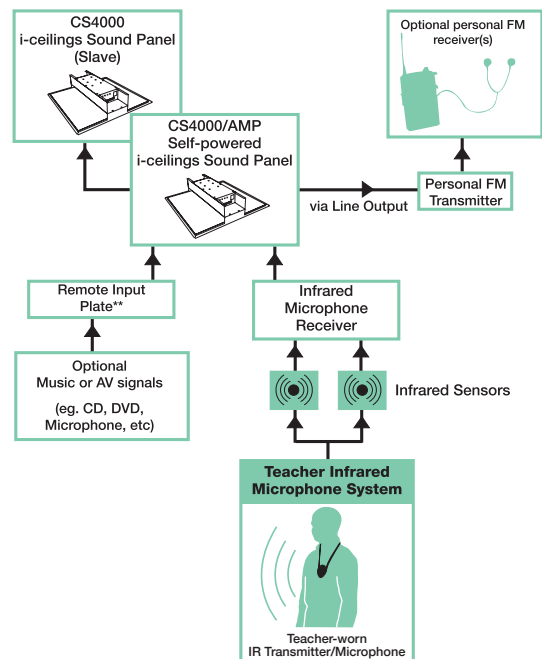 CS4000
i-ceilings Sound Panel
(Slave)
Optional personal FM
receiver(s)
CS4000/AMP
Self-powered
i-ceilings Sound Panel
via Line Output
Personal FM
Transmitter
Remote Input
Plate**
Infrared
Microphone
Receiver
Optional
Music or AV signals
(eg. CD, DVD,
Microphone, etc)
Infrared Sensors
Teacher Infrared
Microphone System
Teacher-worn
IR Transmitter/Microphone